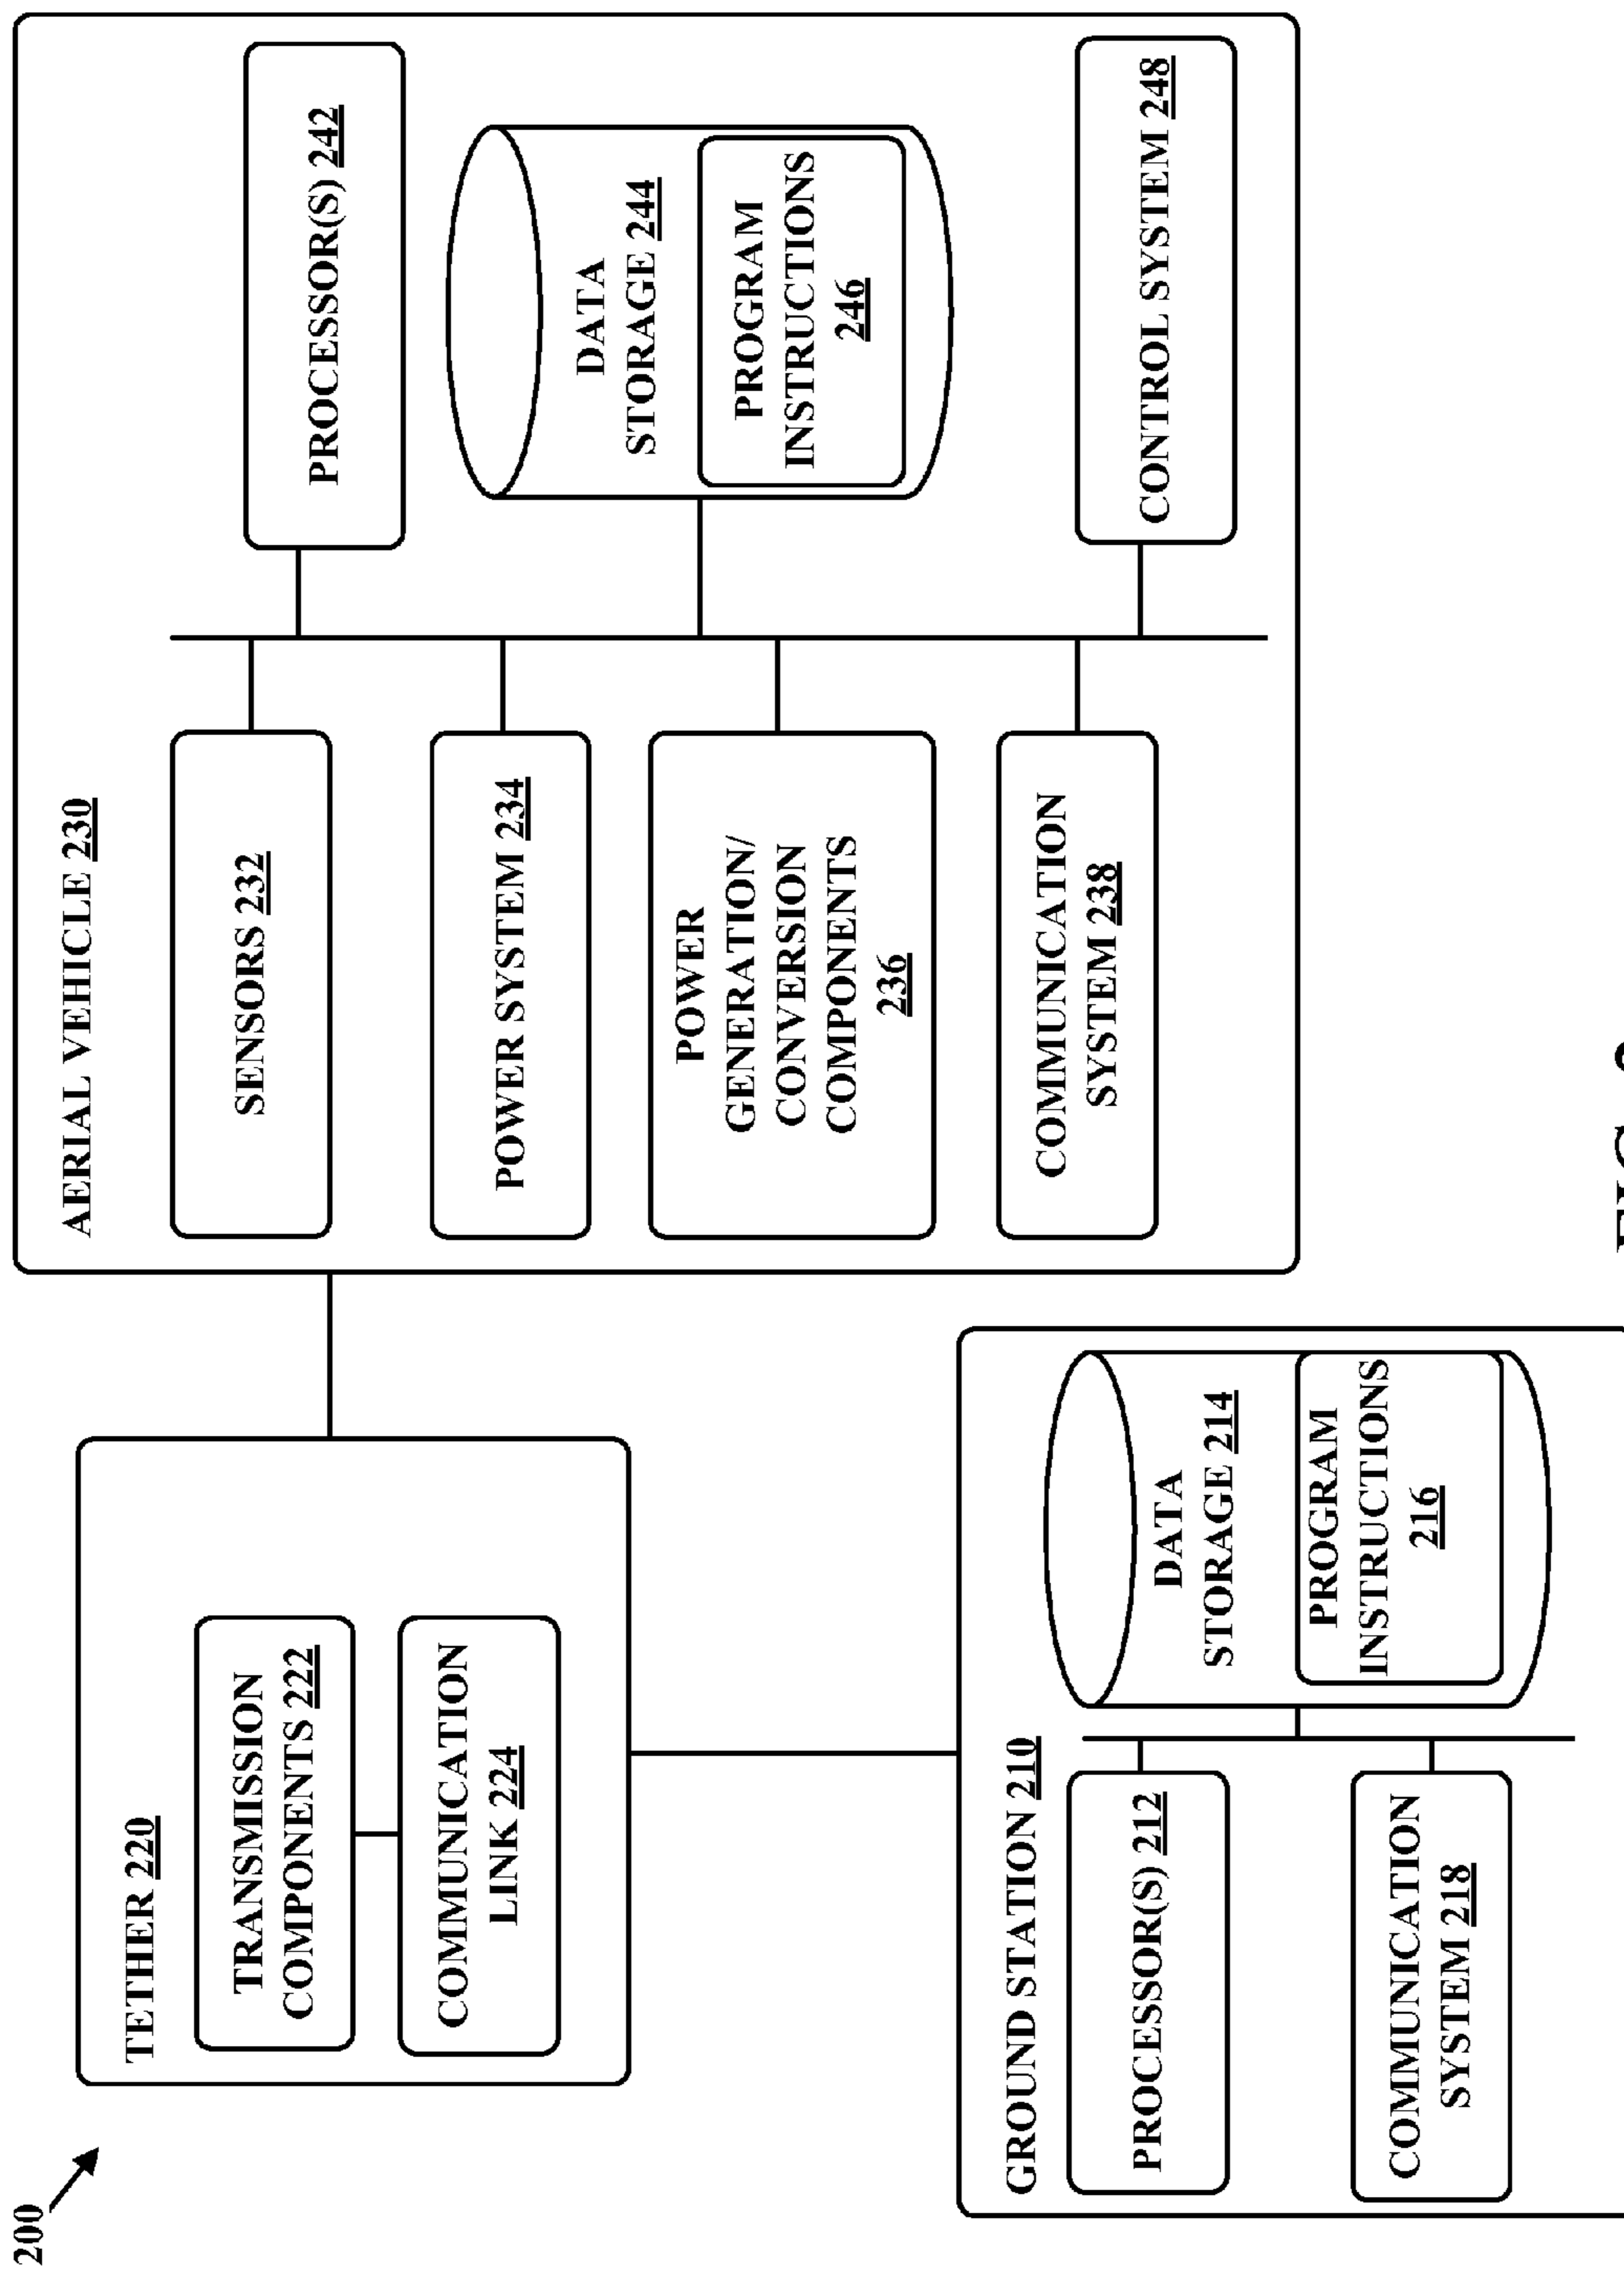 200
TETHER 220
TRANSMISSION
COMPONENTS 222
COMMUNICATION
LINK 224
GROUND STATION 210
PROCESSOR(S) 212
COMMUNICATION
SYSTEM 218
DATA
STORAGE 214
PROGRAM
INSTRUCTIONS
216
AERIAL VEHICLE 230
SENSORS 232
POWER SYSTEM 234
POWER
GENERATION/
CONVERSION
COMPONENTS
236
COMMUNICATION
SYSTEM 238
PROCESSOR(S) 242
DATA
STORAGE 244
PROGRAM
INSTRUCTIONS
246
CONTROL SYSTEM 248